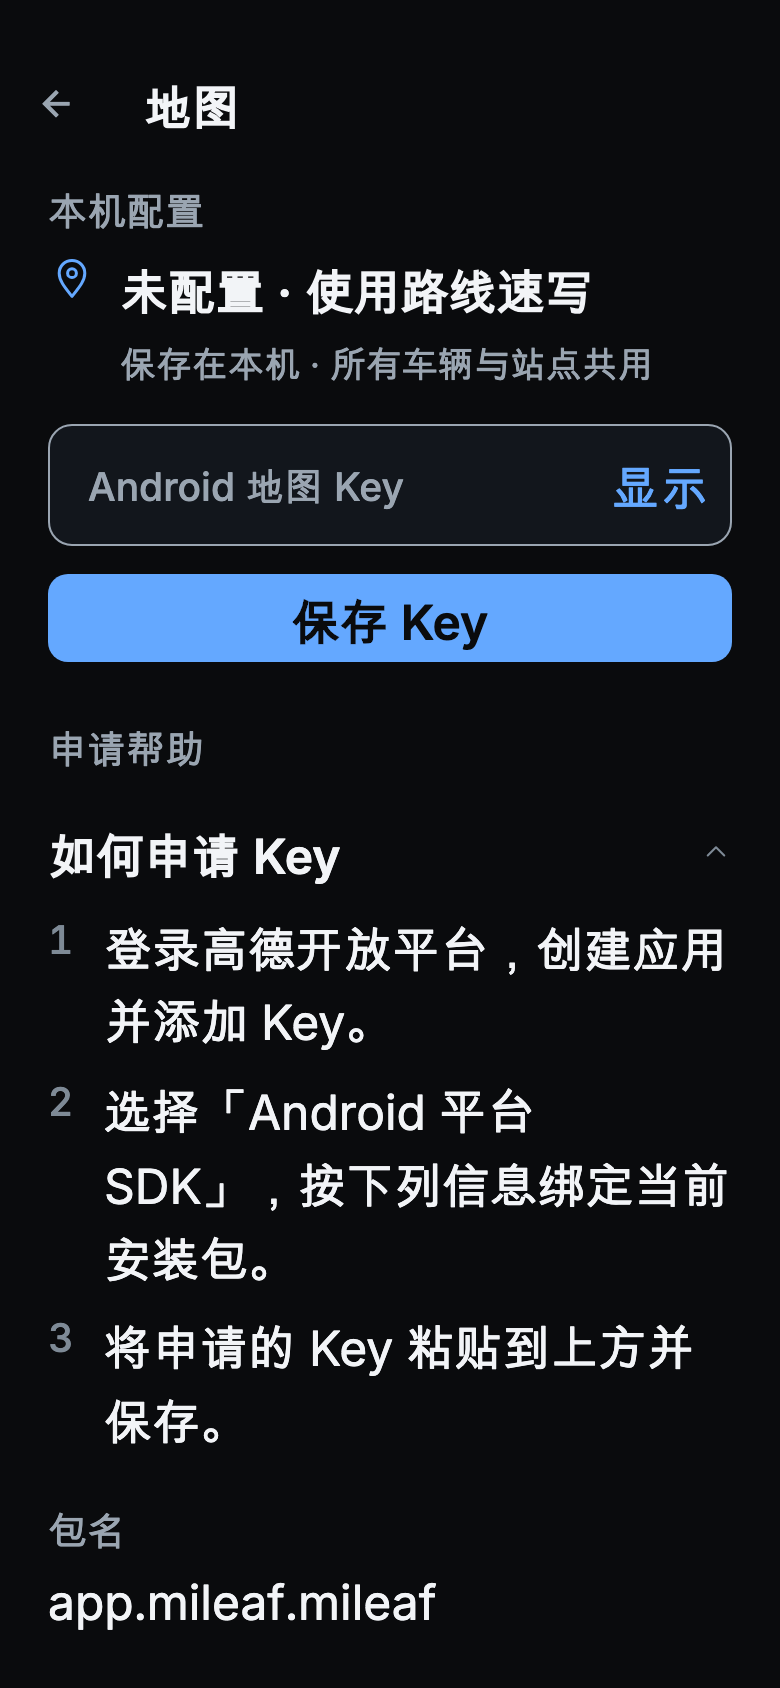 地图
本机配置
未配置 · 使用路线速写
保存在本机 · 所有车辆与站点共用
Android 地图 Key 显示
保存 Key
申请帮助
如何申请 Key
1 登录高德开放平台，创建应用
并添加 Key。
2 选择「Android 平台
SDK」，按下列信息绑定当前
安装包。
3 将申请的 Key 粘贴到上方并
保存。
包名
app.mileaf.mileaf